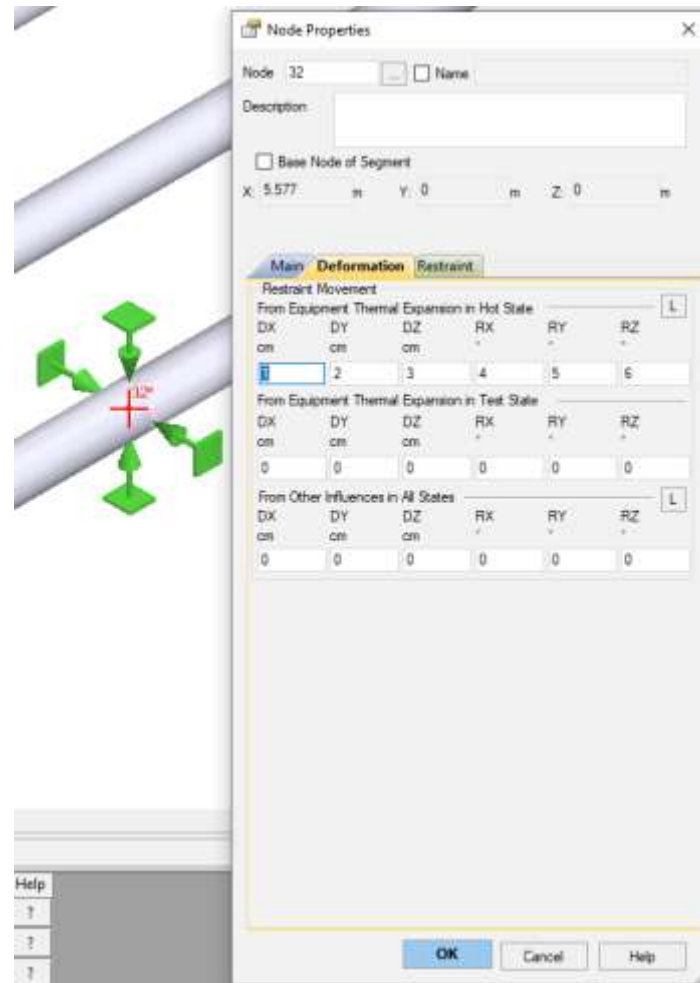 Node Properties
Node 32 ... Name
Description
Base Node of Segment
X: 5.577 m Y: 0 m Z: 0 m
Main Deformation Restraint
Restraint Movement
From Equipment Thermal Expansion in Hot State L
DX DY DZ RX RY RZ
cm cm cm ° ° °
1 2 3 4 5 6
From Equipment Thermal Expansion in Test State
DX DY DZ RX RY RZ
cm cm cm ° ° °
0 0 0 0 0 0
From Other Influences in All States L
DX DY DZ RX RY RZ
cm cm cm ° ° °
0 0 0 0 0 0
Help
?
?
?
OK Cancel Help